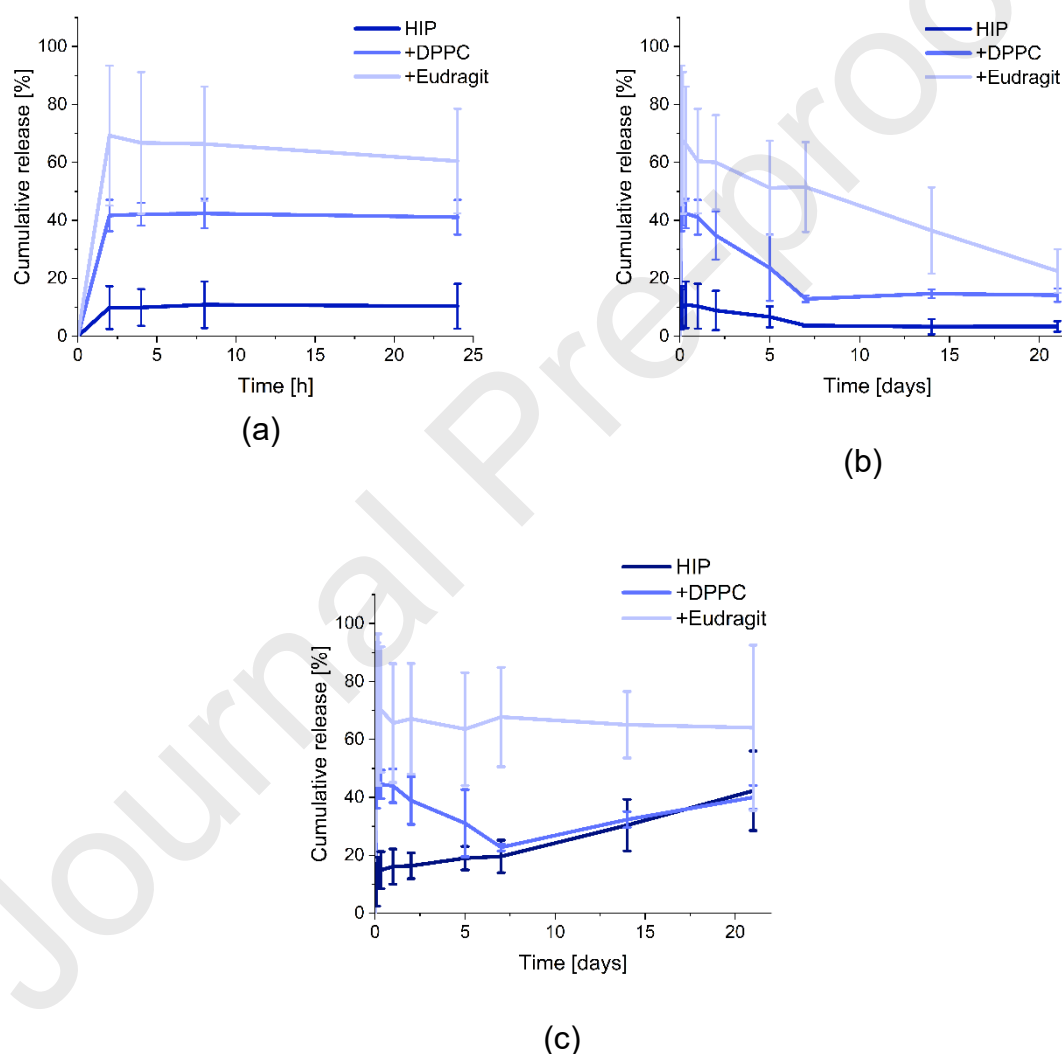 HIP
+DPPC
+Eudragit
Cumulative release [%]
100
80
60
40
20
0
0 5 10 15 20 25
Time [h]
(a)
HIP
+DPPC
+Eudragit
Cumulative release [%]
100
80
60
40
20
0
0 5 10 15 20
Time [days]
(b)
HIP
+DPPC
+Eudragit
Cumulative release [%]
100
80
60
40
20
0
0 5 10 15 20
Time [days]
(c)
Journal Pre-proo